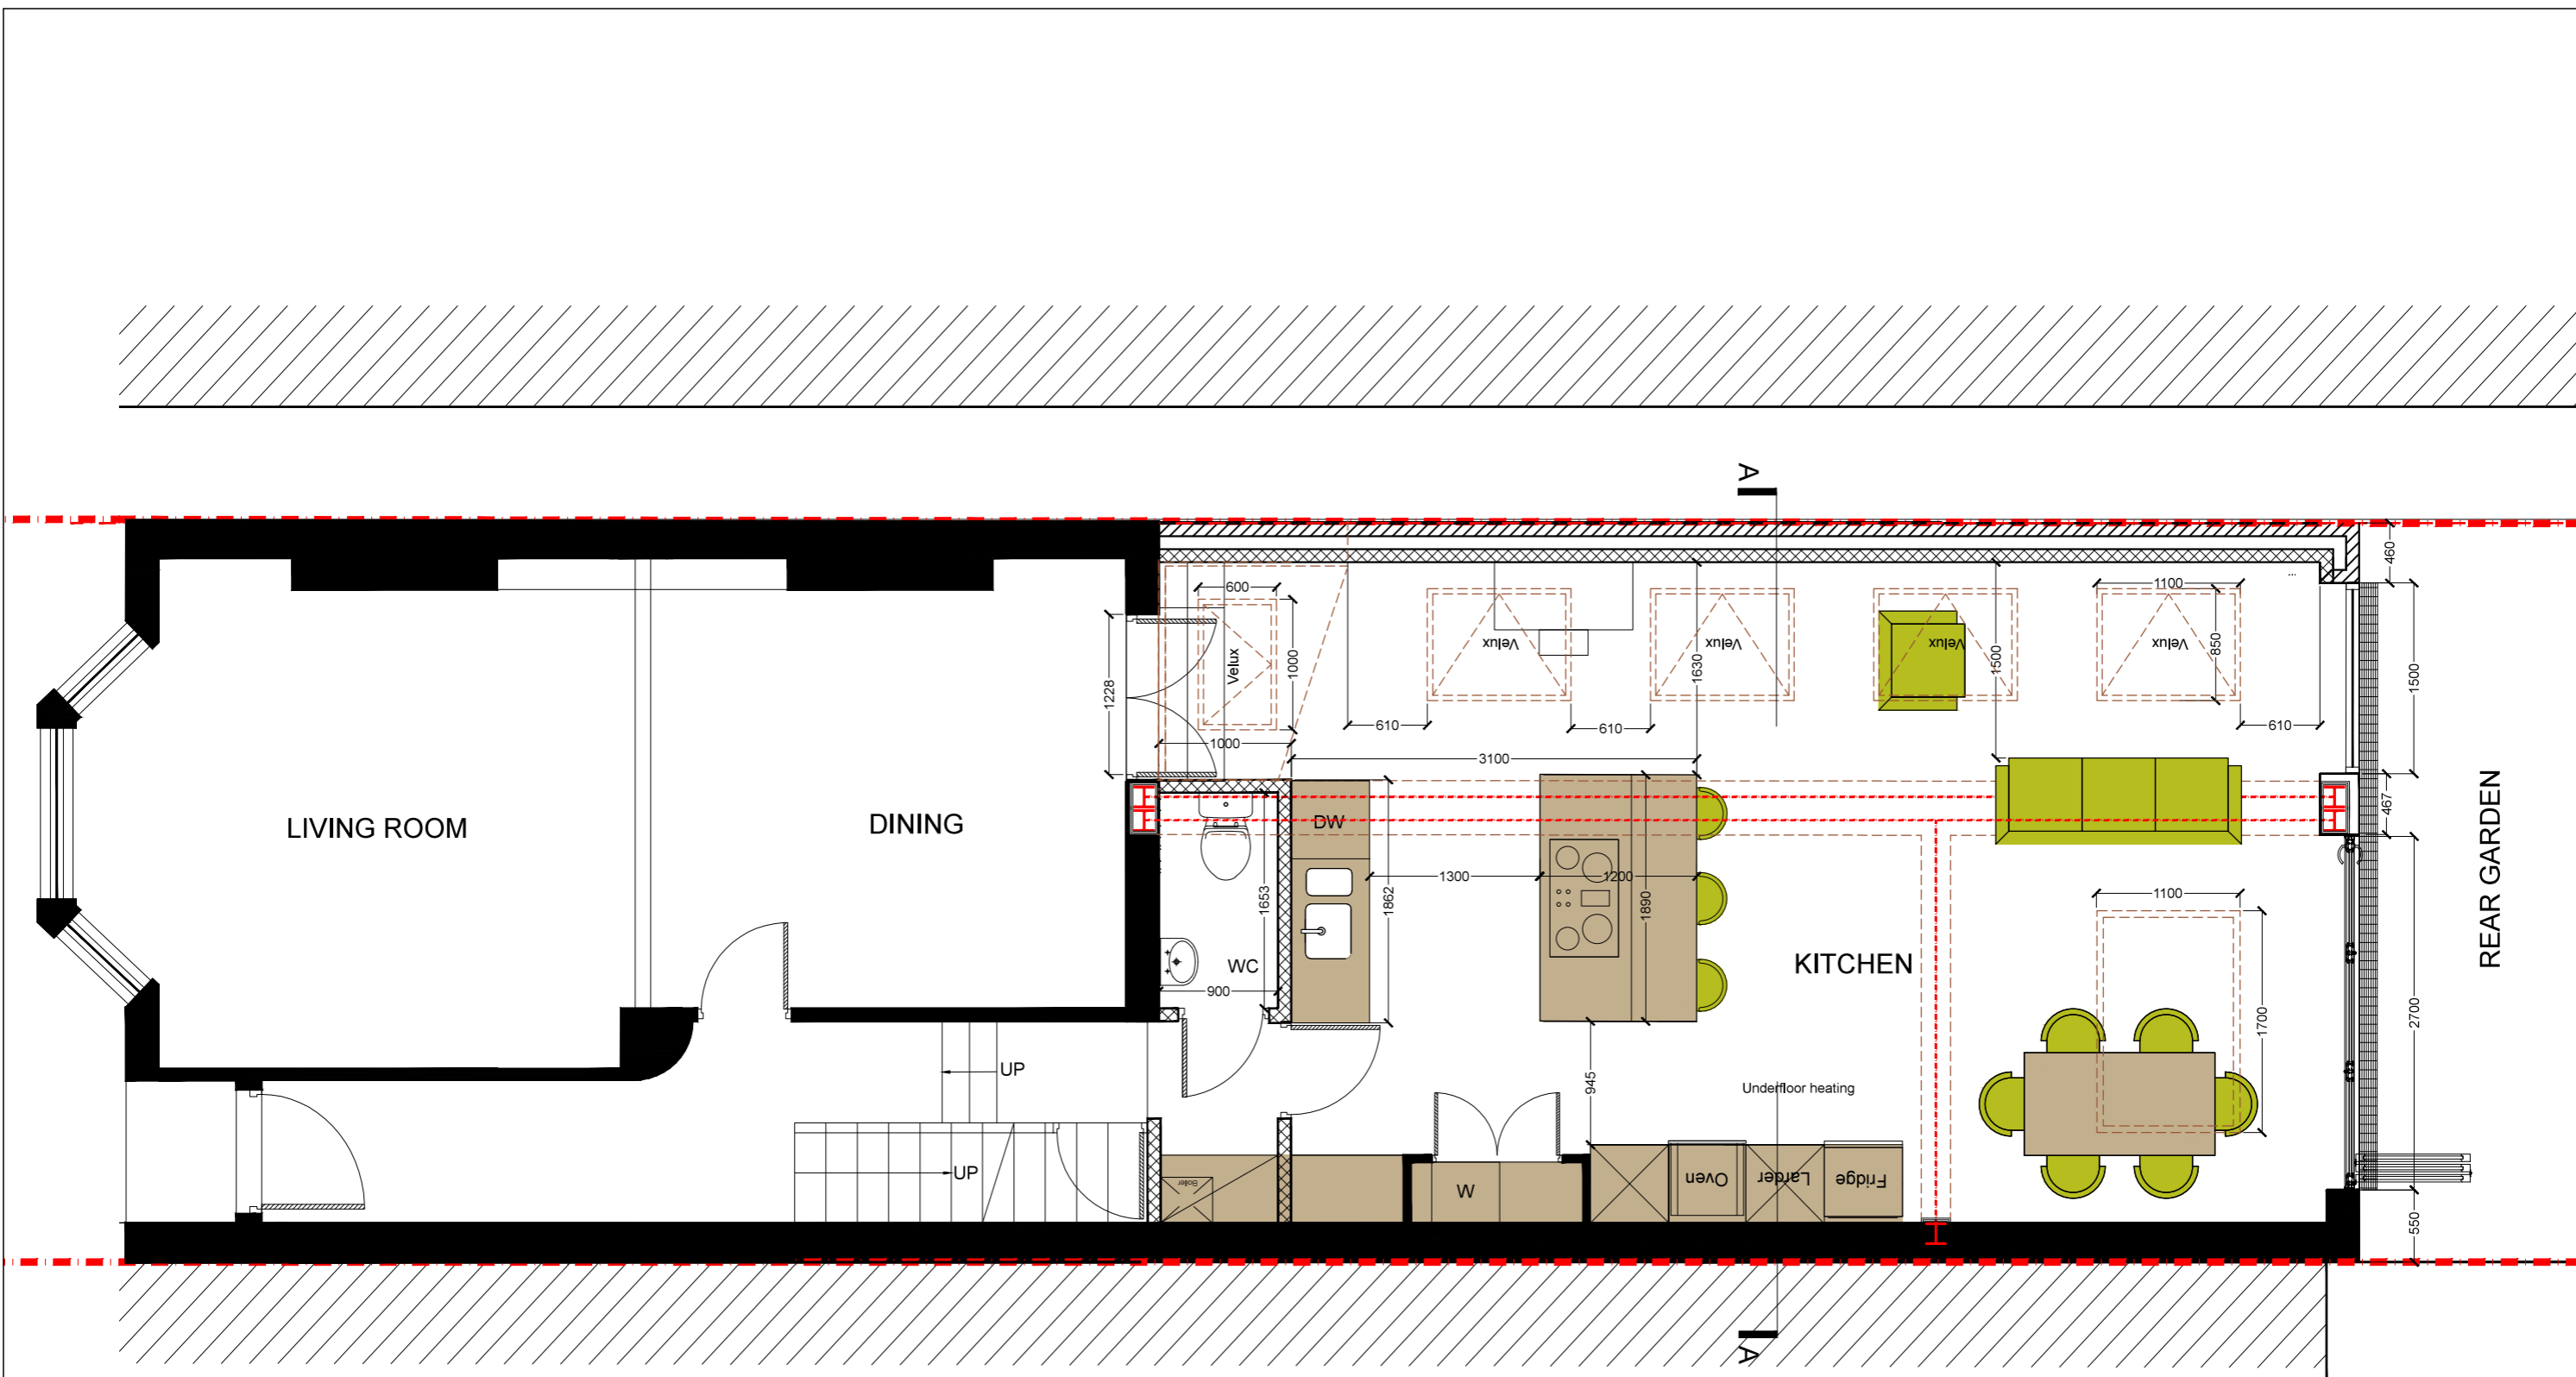 A
460
600
1100
Velux
1000
Velux
Velux
Velux
Velux
850
1228
1630
1500
1500
610
610
610
1000
3100
467
LIVING ROOM
DINING
DW
1653
1862
1300
1200
1890
1100
REAR GARDEN
WC
900
KITCHEN
1700
2700
UP
945
Underfloor heating
UP
Boiler
W
Oven
Larder
Fridge
550
A